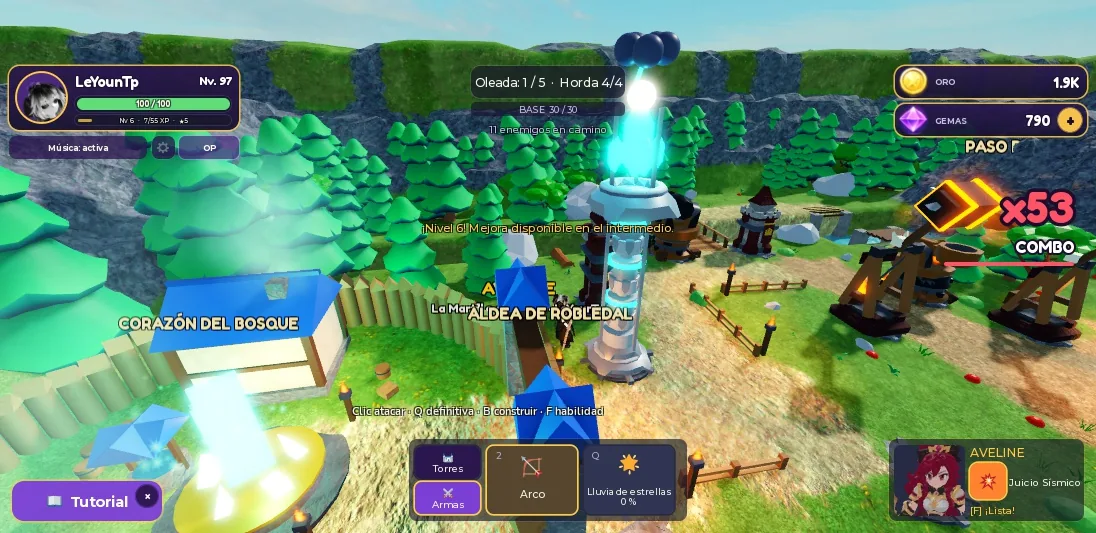 LeYounTp
Nv. 97
100 / 100
Nv 6 · 7/55 XP · ★5
Música: activa
OP
Oleada: 1 / 5 · Horda 4/4
BASE 30 / 30
11 enemigos en camino
ORO
1.9K
GEMAS
790
+
PASO
¡Nivel 6! Mejora disponible en el intermedio.
x53
COMBO
La
ALDEA DE ROBLEDAL
CORAZÓN DEL BOSQUE
Clic atacar · Q definitiva · B construir · F habilidad
Torres
Armas
2
Arco
Q
Lluvia de estrellas
0%
Tutorial
×
AVELINE
Juicio Sísmico
[F] ¡Lista!